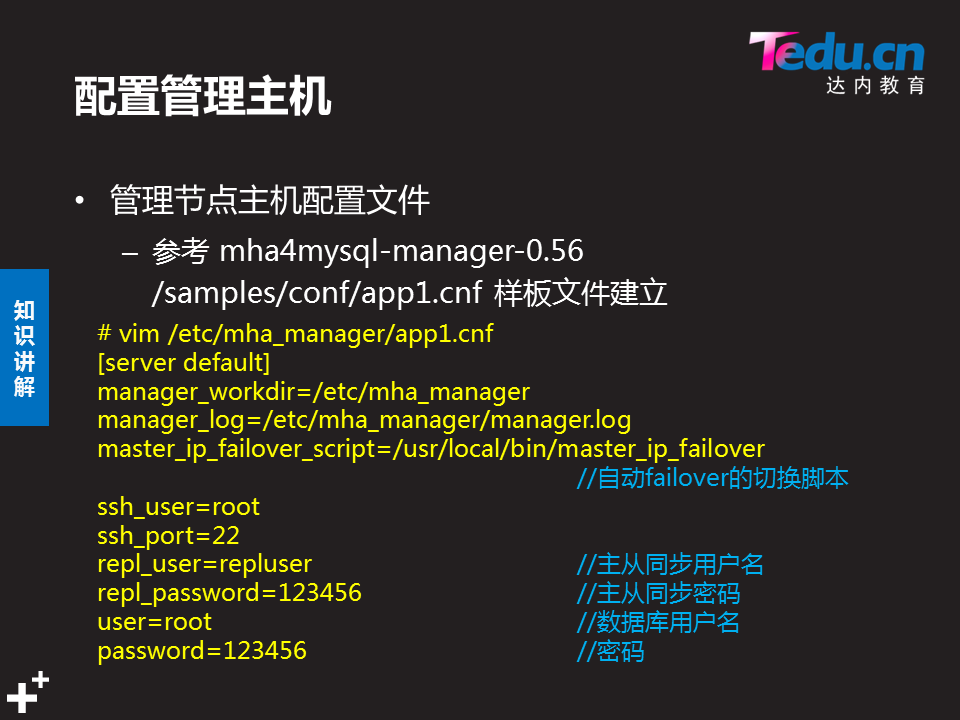 Tedu.cn
达内教育
配置管理主机
• 管理节点主机配置文件
– 参考 mha4mysql-manager-0.56
/samples/conf/app1.cnf 样板文件建立
知识讲解
# vim /etc/mha_manager/app1.cnf
[server default]
manager_workdir=/etc/mha_manager
manager_log=/etc/mha_manager/manager.log
master_ip_failover_script=/usr/local/bin/master_ip_failover
//自动failover的切换脚本
ssh_user=root
ssh_port=22
repl_user=repluser //主从同步用户名
repl_password=123456 //主从同步密码
user=root //数据库用户名
password=123456 //密码